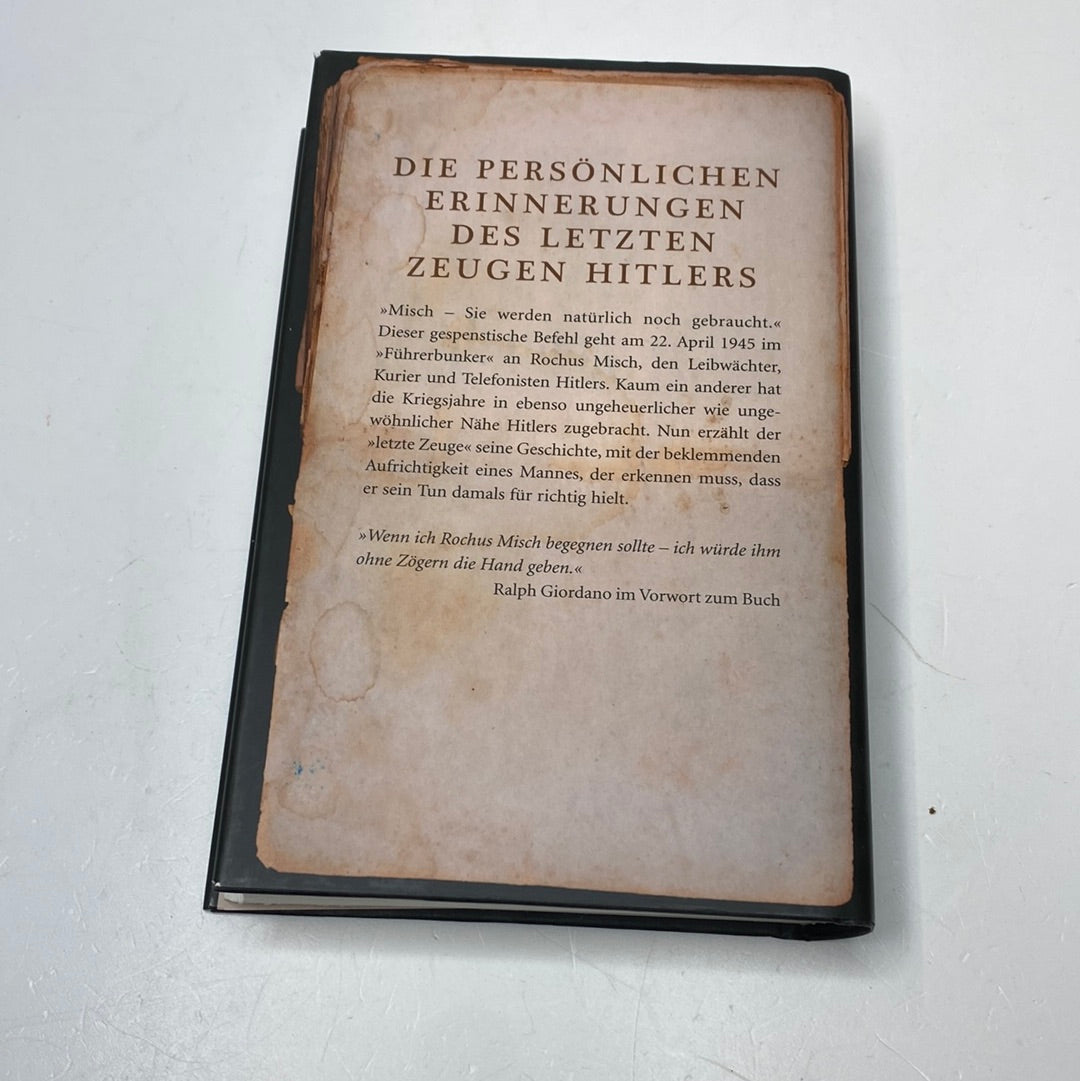 DIE PERSÖNLICHEN
ERINNERUNGEN
DES LETZTEN
ZEUGEN HITLERS
»Misch – Sie werden natürlich noch gebraucht.«
Dieser gespenstische Befehl geht am 22. April 1945 im
»Führerbunker« an Rochus Misch, den Leibwächter,
Kurier und Telefonisten Hitlers. Kaum ein anderer hat
die Kriegsjahre in ebenso ungeheuerlicher wie unge-
wöhnlicher Nähe Hitlers zugebracht. Nun erzählt der
»letzte Zeuge« seine Geschichte, mit der beklemmenden
Aufrichtigkeit eines Mannes, der erkennen muss, dass
er sein Tun damals für richtig hielt.
»Wenn ich Rochus Misch begegnen sollte – ich würde ihm
ohne Zögern die Hand geben.«
Ralph Giordano im Vorwort zum Buch